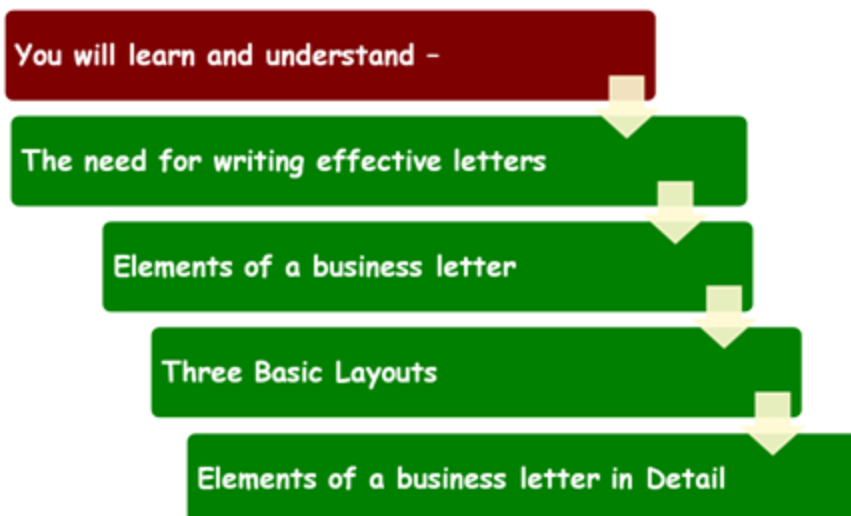 You will learn and understand –
The need for writing effective letters
Elements of a business letter
Three Basic Layouts
Elements of a business letter in Detail